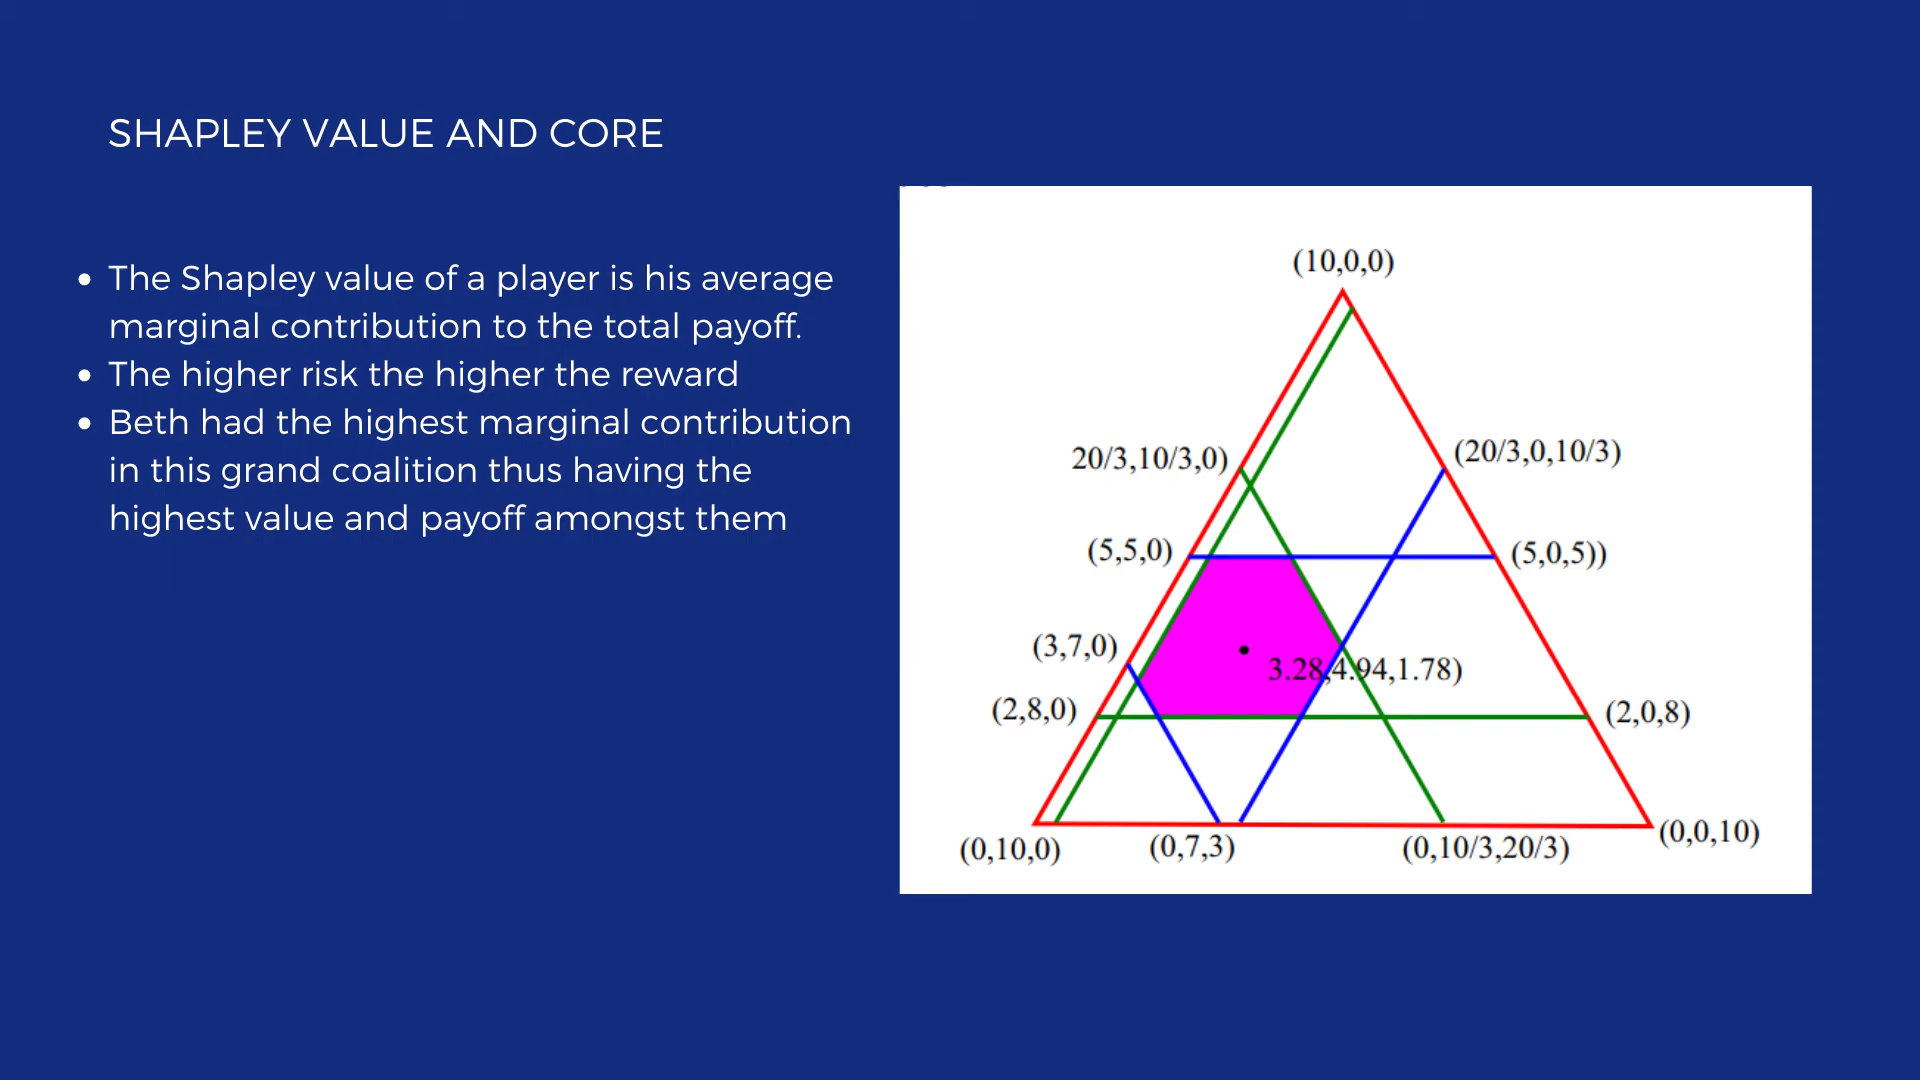 SHAPLEY VALUE AND CORE
• The Shapley value of a player is his average
marginal contribution to the total payoff.
• The higher risk the higher the reward
• Beth had the highest marginal contribution
in this grand coalition thus having the
highest value and payoff amongst them
(10,0,0)
20/3,10/3,0)
(20/3,0,10/3)
(5,5,0)
(5,0,5))
(3,7,0)
3.28,4.94,1.78)
(2,8,0)
(2,0,8)
(0,10,0)
(0,7,3)
(0,10/3,20/3)
(0,0,10)